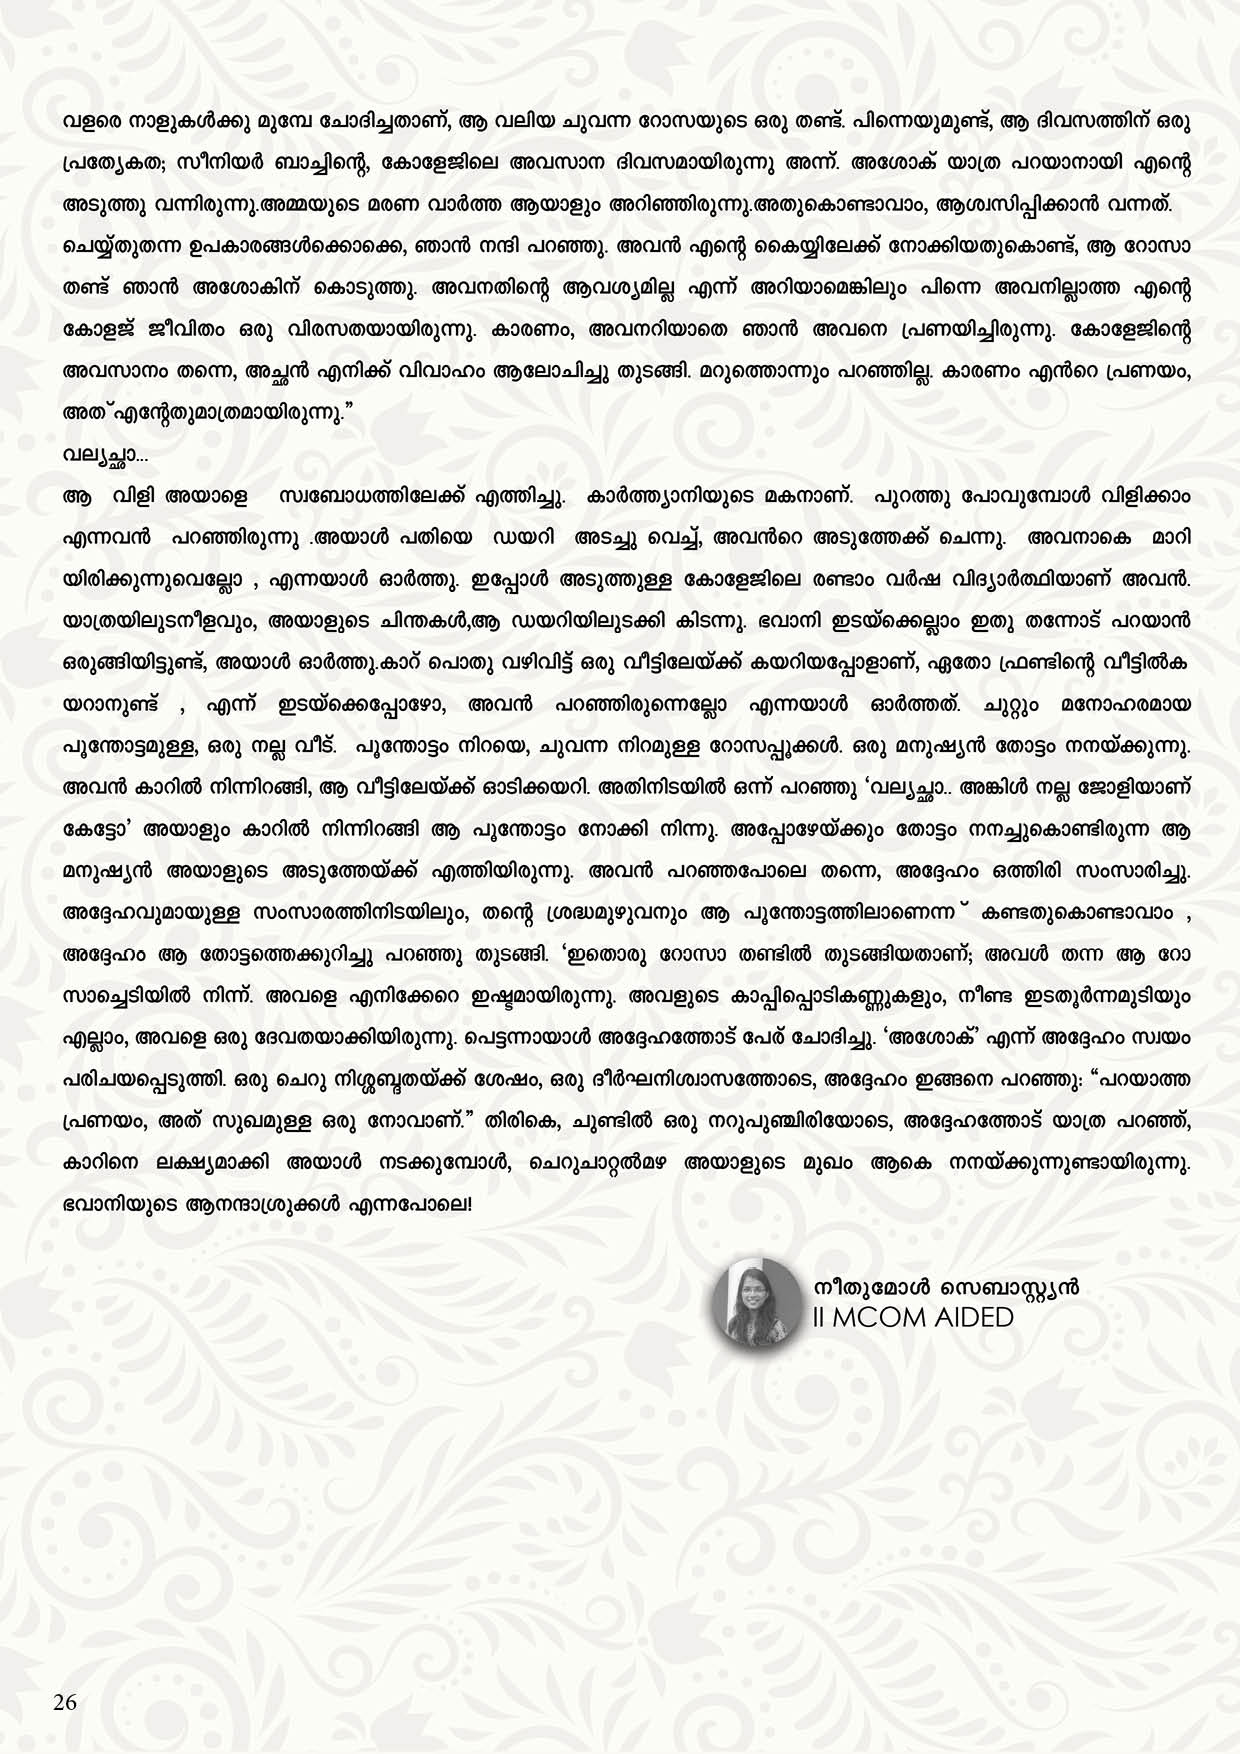 വളരെ നാളുകൾക്കു മുമ്പേ ചോദിച്ചതാണ്, ആ വലിയ ചുവന്ന റോസയുടെ ഒരു തണ്ട്. പിന്നെയുമുണ്ട്, ആ ദിവസത്തിന് ഒരു
പ്രത്യേകത; സീനിയർ ബാച്ചിന്റെ, കോളേജിലെ അവസാന ദിവസമായിരുന്നു അന്ന്. അശോക് യാത്ര പറയാനായി എന്റെ
അടുത്തു വന്നിരുന്നു.അമ്മയുടെ മരണ വാർത്ത ആയാളും അറിഞ്ഞിരുന്നു.അതുകൊണ്ടാവാം, ആശ്വസിപ്പിക്കാൻ വന്നത്.
ചെയ്യ്തുതന്ന ഉപകാരങ്ങൾക്കൊക്കെ, ഞാൻ നന്ദി പറഞ്ഞു. അവൻ എന്റെ കൈയ്യിലേക്ക് നോക്കിയതുകൊണ്ട്, ആ റോസാ
തണ്ട് ഞാൻ അശോകിന് കൊടുത്തു. അവനതിന്റെ ആവശ്യമില്ല എന്ന് അറിയാമെങ്കിലും പിന്നെ അവനില്ലാത്ത എന്റെ
കോളജ് ജീവിതം ഒരു വിരസതയായിരുന്നു. കാരണം, അവനറിയാതെ ഞാൻ അവനെ പ്രണയിച്ചിരുന്നു. കോളേജിന്റെ
അവസാനം തന്നെ, അച്ഛൻ എനിക്ക് വിവാഹം ആലോചിച്ചു തുടങ്ങി. മറുത്തൊന്നും പറഞ്ഞില്ല. കാരണം എൻറെ പ്രണയം,
അത് എന്റേതുമാത്രമായിരുന്നു.”
വല്യച്ഛാ...
ആ വിളി അയാളെ സ്വബോധത്തിലേക്ക് എത്തിച്ചു. കാർത്ത്യാനിയുടെ മകനാണ്. പുറത്തു പോവുമ്പോൾ വിളിക്കാം
എന്നവൻ പറഞ്ഞിരുന്നു .അയാൾ പതിയെ ഡയറി അടച്ചു വെച്ച്, അവൻറെ അടുത്തേക്ക് ചെന്നു. അവനാകെ മാറി
യിരിക്കുന്നുവെല്ലോ , എന്നയാൾ ഓർത്തു. ഇപ്പോൾ അടുത്തുള്ള കോളേജിലെ രണ്ടാം വർഷ വിദ്യാർത്ഥിയാണ് അവൻ.
യാത്രയിലുടനീളവും, അയാളുടെ ചിന്തകൾ,ആ ഡയറിയിലുടക്കി കിടന്നു. ഭവാനി ഇടയ്ക്കെല്ലാം ഇതു തന്നോട് പറയാൻ
ഒരുങ്ങിയിട്ടുണ്ട്, അയാൾ ഓർത്തു.കാറ് പൊതു വഴിവിട്ട് ഒരു വീട്ടിലേയ്ക്ക് കയറിയപ്പോളാണ്, ഏതോ ഫ്രണ്ടിന്റെ വീട്ടിൽക
യറാനുണ്ട് , എന്ന് ഇടയ്ക്കെപ്പോഴോ, അവൻ പറഞ്ഞിരുന്നെല്ലോ എന്നയാൾ ഓർത്തത്. ചുറ്റും മനോഹരമായ
പൂന്തോട്ടമുള്ള, ഒരു നല്ല വീട്. പൂന്തോട്ടം നിറയെ, ചുവന്ന നിറമുള്ള റോസപ്പൂക്കൾ. ഒരു മനുഷ്യൻ തോട്ടം നനയ്ക്കുന്നു.
അവൻ കാറിൽ നിന്നിറങ്ങി, ആ വീട്ടിലേയ്ക്ക് ഓടിക്കയറി. അതിനിടയിൽ ഒന്ന് പറഞ്ഞു ‘വല്യച്ഛാ.. അങ്കിൾ നല്ല ജോളിയാണ്
കേട്ടോ’ അയാളും കാറിൽ നിന്നിറങ്ങി ആ പൂന്തോട്ടം നോക്കി നിന്നു. അപ്പോഴേയ്ക്കും തോട്ടം നനച്ചുകൊണ്ടിരുന്ന ആ
മനുഷ്യൻ അയാളുടെ അടുത്തേയ്ക്ക് എത്തിയിരുന്നു. അവൻ പറഞ്ഞപോലെ തന്നെ, അദ്ദേഹം ഒത്തിരി സംസാരിച്ചു.
അദ്ദേഹവുമായുള്ള സംസാരത്തിനിടയിലും, തന്റെ ശ്രദ്ധമുഴുവനും ആ പൂന്തോട്ടത്തിലാണെന്ന് കണ്ടതുകൊണ്ടാവാം ,
അദ്ദേഹം ആ തോട്ടത്തെക്കുറിച്ചു പറഞ്ഞു തുടങ്ങി. ‘ഇതൊരു റോസാ തണ്ടിൽ തുടങ്ങിയതാണ്; അവൾ തന്ന ആ റോ
സാച്ചെടിയിൽ നിന്ന്. അവളെ എനിക്കേറെ ഇഷ്ടമായിരുന്നു. അവളുടെ കാപ്പിപ്പൊടികണ്ണുകളും, നീണ്ട ഇടതൂർന്നമുടിയും
എല്ലാം, അവളെ ഒരു ദേവതയാക്കിയിരുന്നു. പെട്ടന്നായാൾ അദ്ദേഹത്തോട് പേര് ചോദിച്ചു. ‘അശോക്’ എന്ന് അദ്ദേഹം സ്വയം
പരിചയപ്പെടുത്തി. ഒരു ചെറു നിശ്ശബ്ദതയ്ക്ക് ശേഷം, ഒരു ദീർഘനിശ്വാസത്തോടെ, അദ്ദേഹം ഇങ്ങനെ പറഞ്ഞു: “പറയാത്ത
പ്രണയം, അത് സുഖമുള്ള ഒരു നോവാണ്.” തിരികെ, ചുണ്ടിൽ ഒരു നറുപുഞ്ചിരിയോടെ, അദ്ദേഹത്തോട് യാത്ര പറഞ്ഞ്,
കാറിനെ ലക്ഷ്യമാക്കി അയാൾ നടക്കുമ്പോൾ, ചെറുചാറ്റൽമഴ അയാളുടെ മുഖം ആകെ നനയ്ക്കുന്നുണ്ടായിരുന്നു.
ഭവാനിയുടെ ആനന്ദാശ്രുക്കൾ എന്നപോലെ!
നീതുമോൾ സെബാസ്റ്റ്യൻ
II MCOM AIDED
26